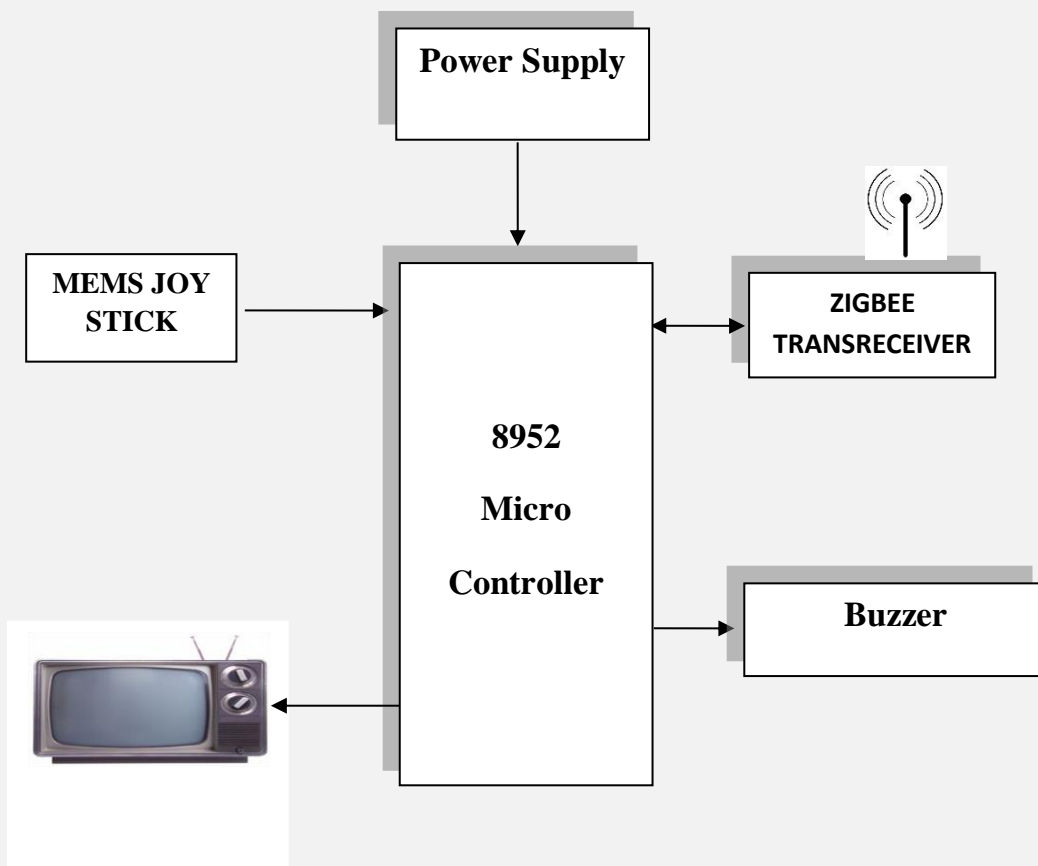 Power Supply
MEMS JOY
STICK
ZIGBEE
TRANSRECEIVER
8952
Micro
Controller
Buzzer